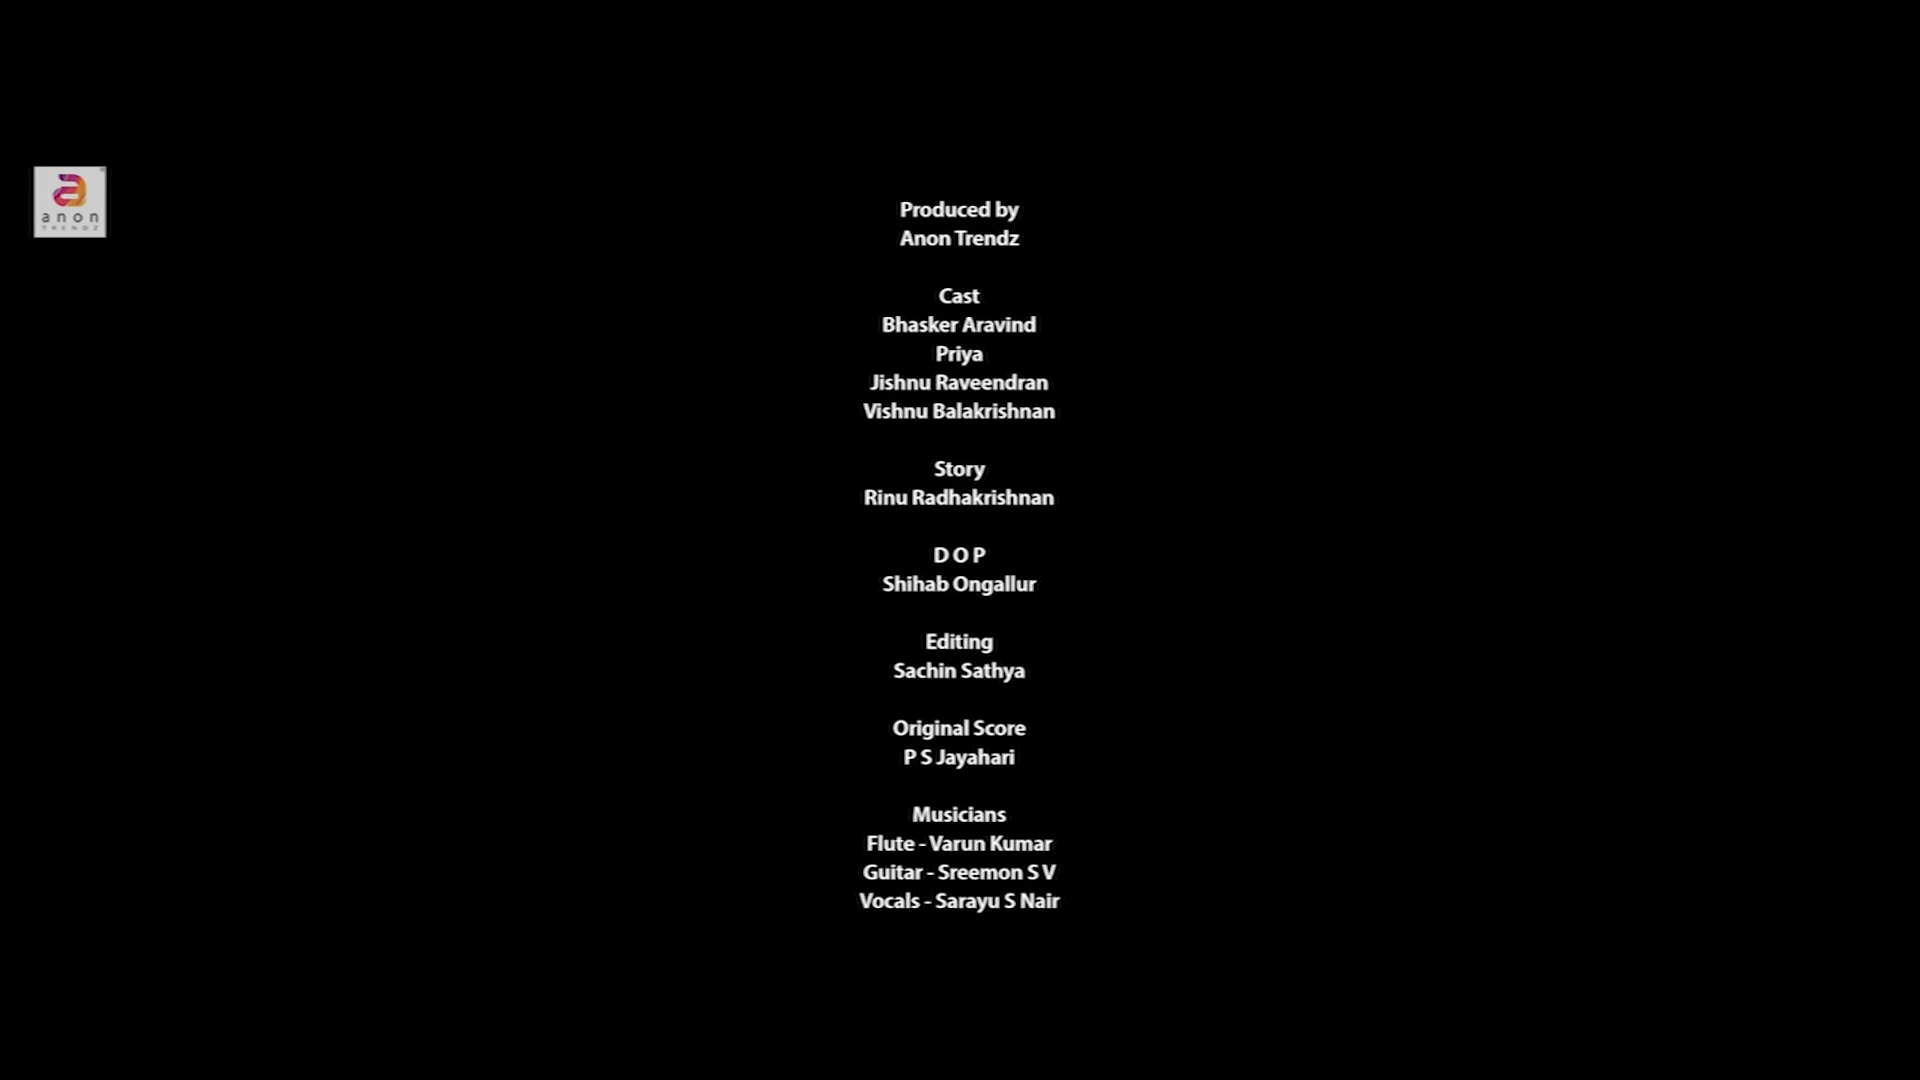 anon
TRENDZ
Produced by
Anon Trendz
Cast
Bhasker Aravind
Priya
Jishnu Raveendran
Vishnu Balakrishnan
Story
Rinu Radhakrishnan
D O P
Shihab Ongallur
Editing
Sachin Sathya
Original Score
P S Jayahari
Musicians
Flute - Varun Kumar
Guitar - Sreemon S V
Vocals - Sarayu S Nair